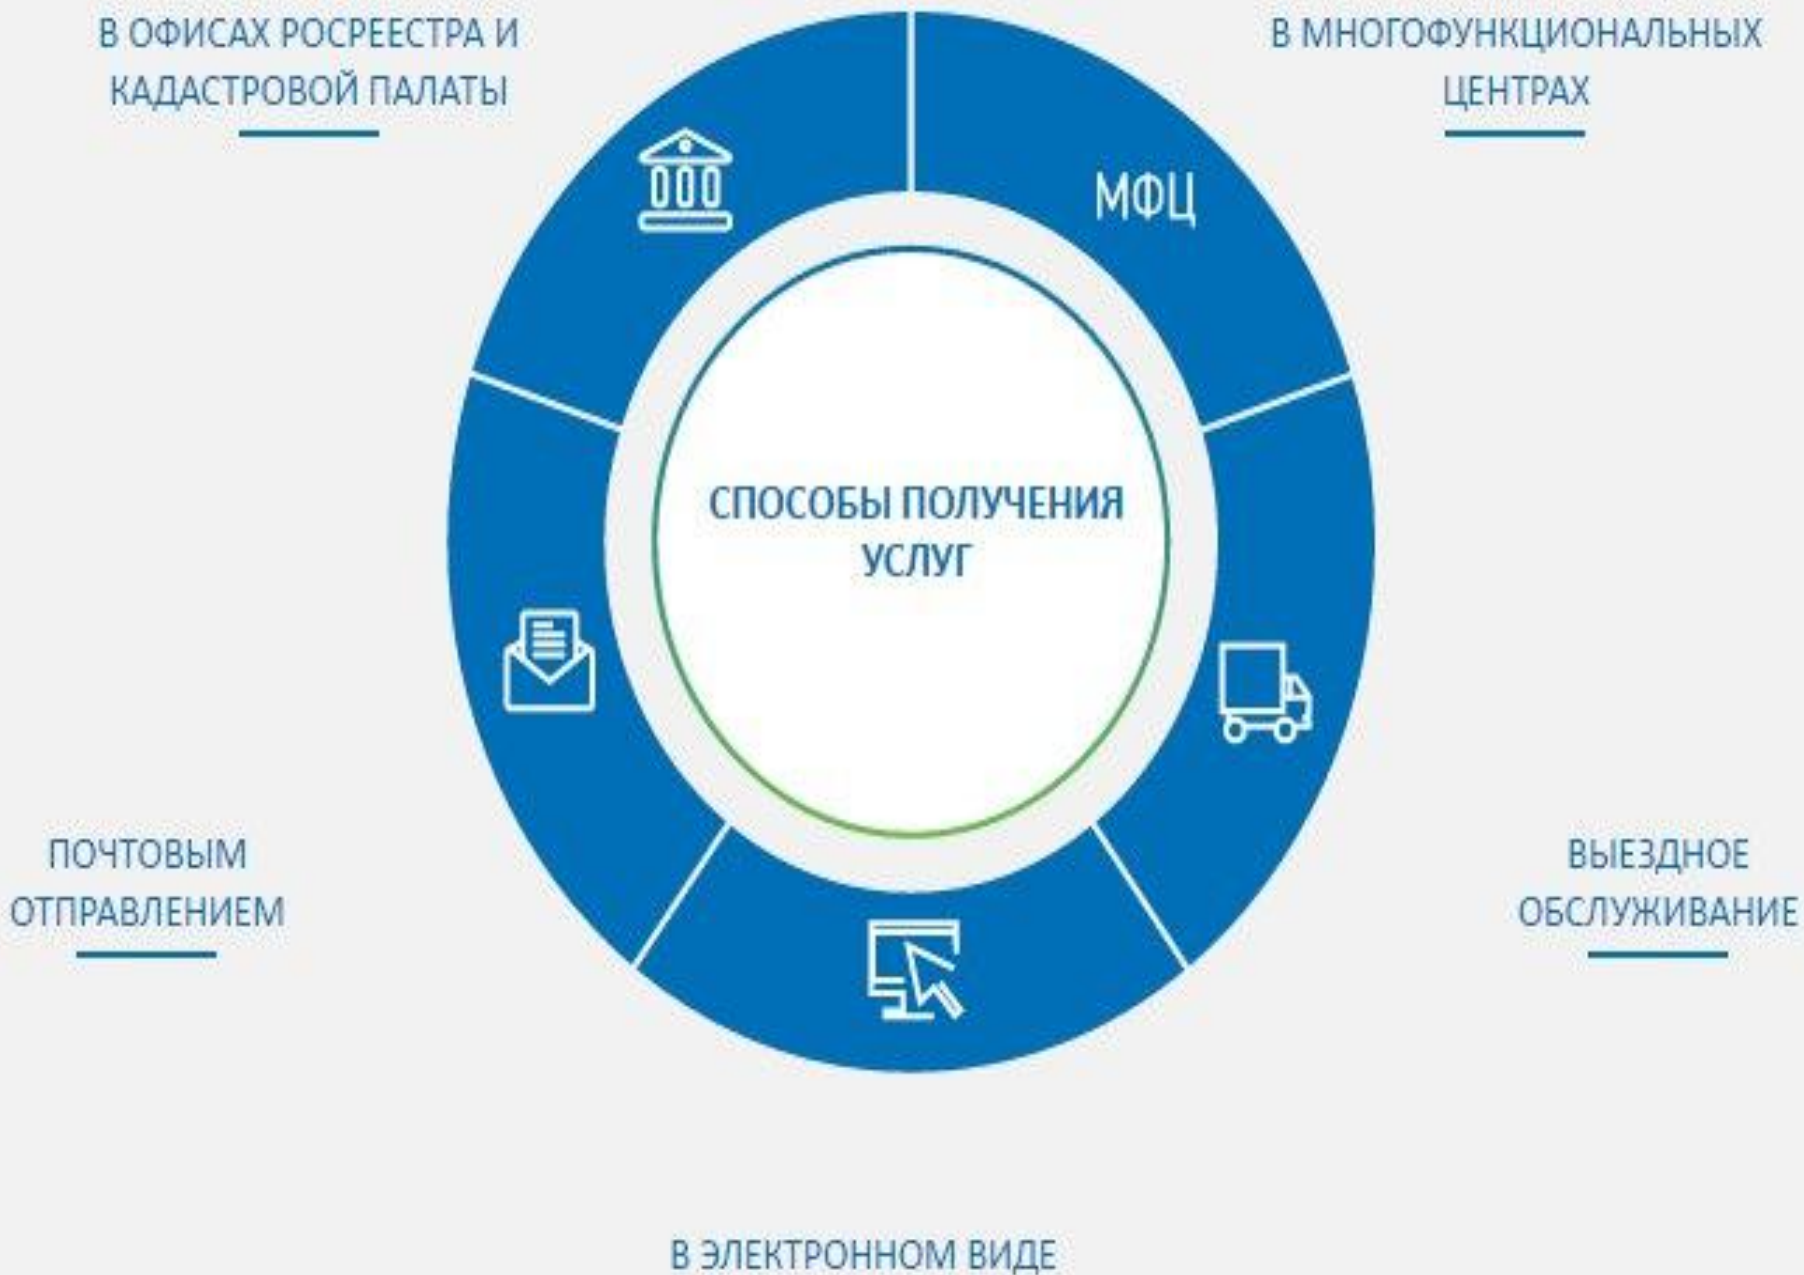 В ОФИСАХ РОСРЕЕСТРА И
КАДАСТРОВОЙ ПАЛАТЫ
В МНОГОФУНКЦИОНАЛЬНЫХ
ЦЕНТРАХ
МФЦ
СПОСОБЫ ПОЛУЧЕНИЯ
УСЛУГ
ПОЧТОВЫМ
ОТПРАВЛЕНИЕМ
ВЫЕЗДНОЕ
ОБСЛУЖИВАНИЕ
В ЭЛЕКТРОННОМ ВИДЕ